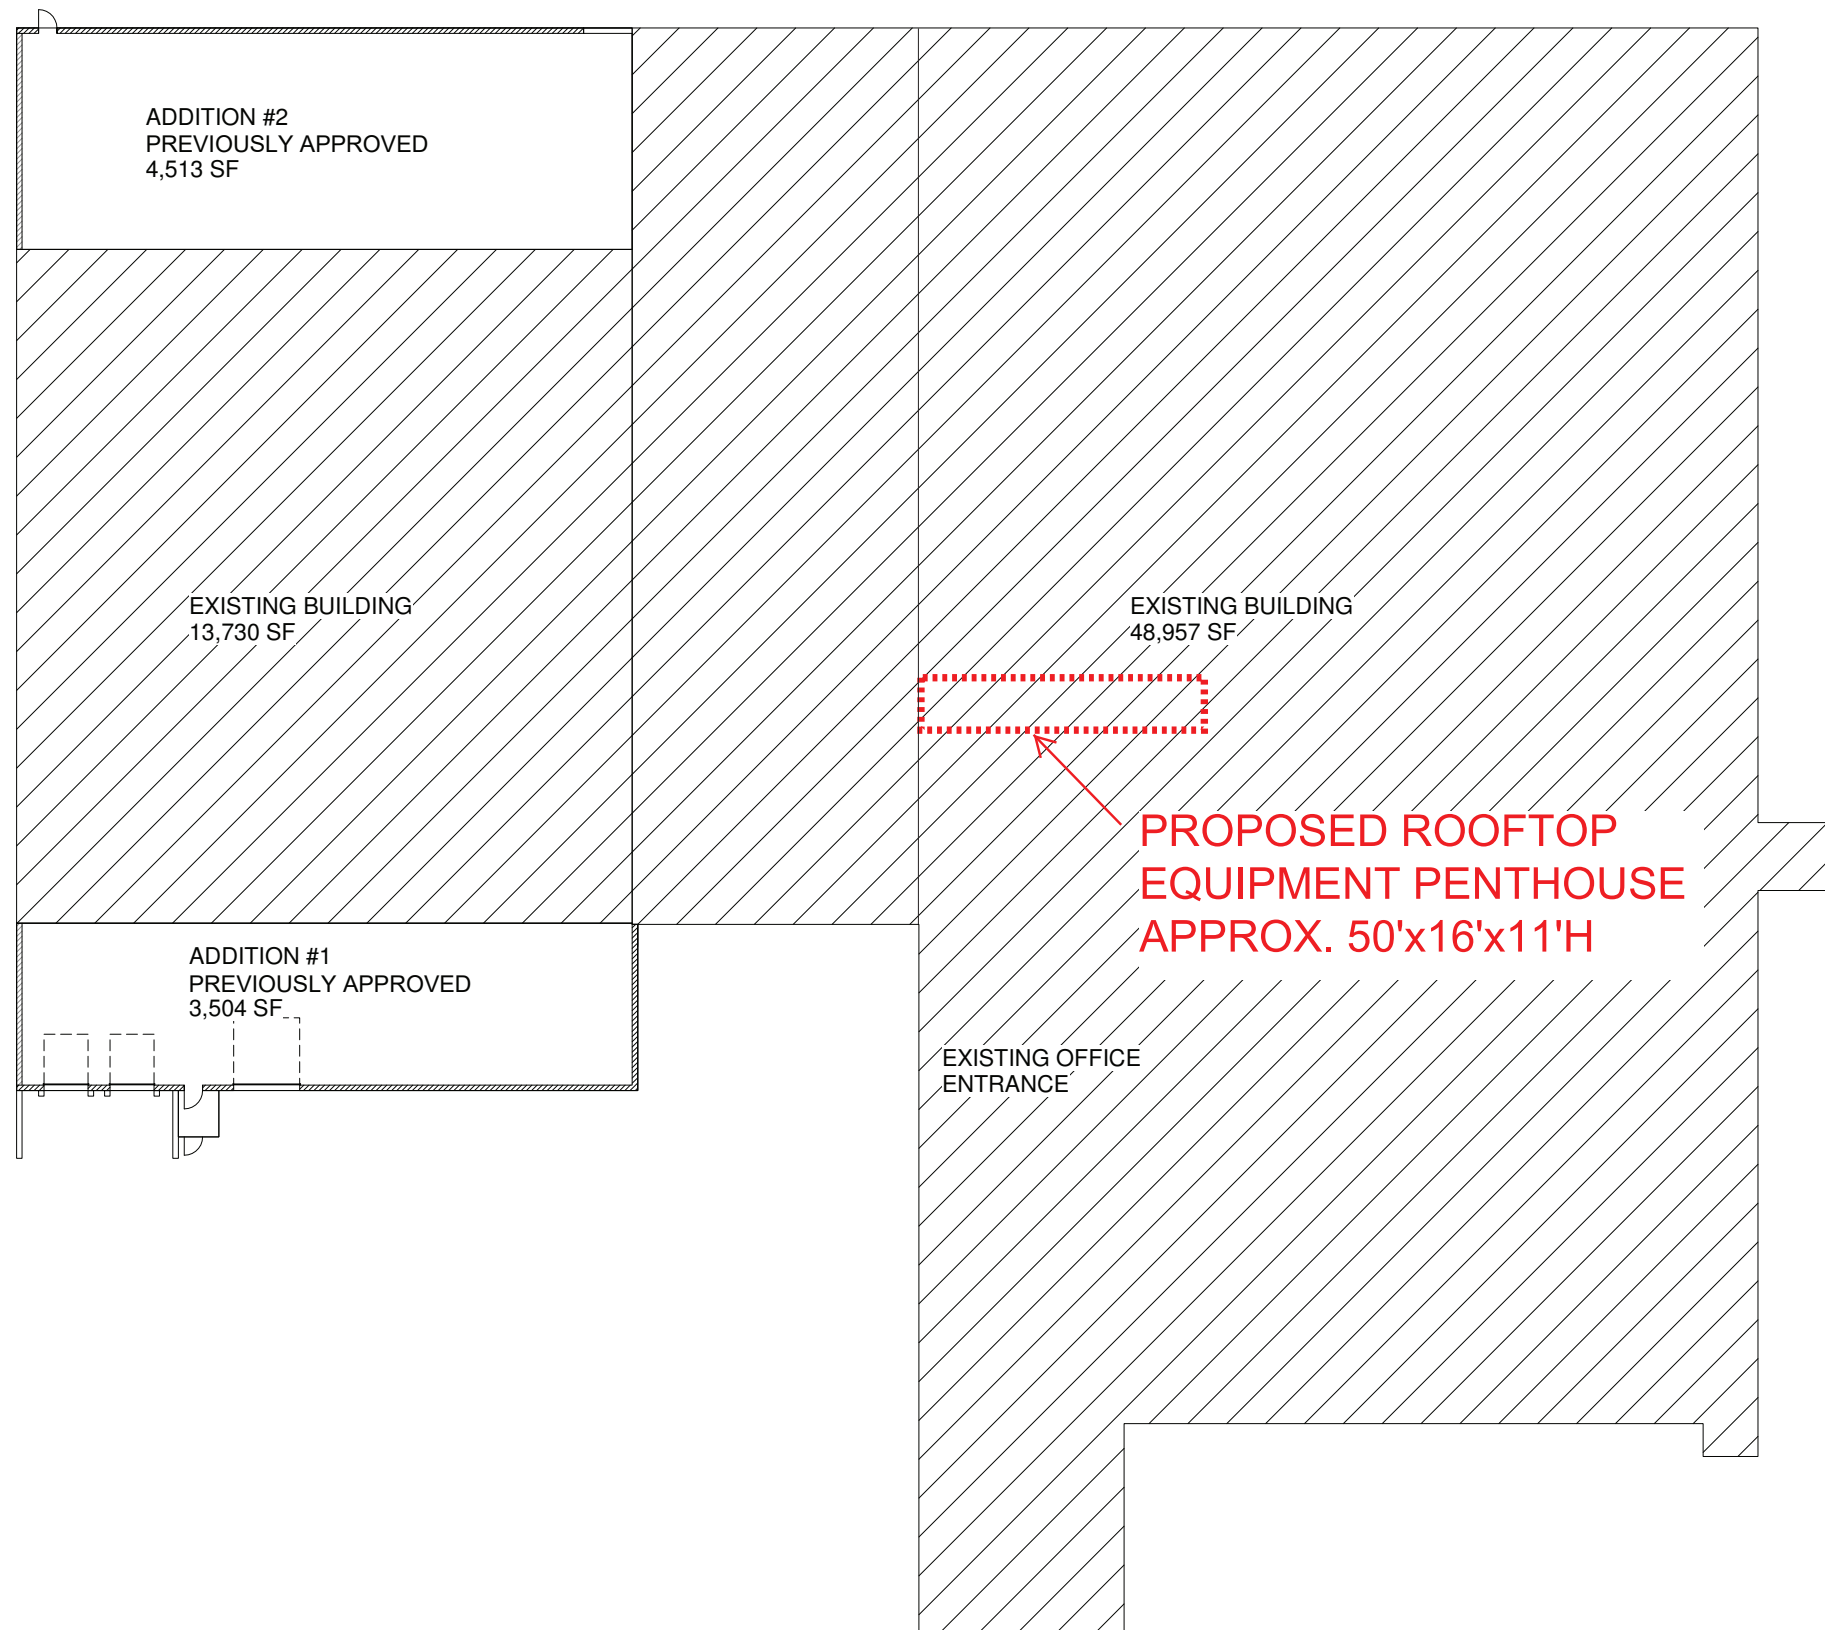 ADDITION #2
PREVIOUSLY APPROVED
4,513 SF
EXISTING BUILDING
13,730 SF
EXISTING BUILDING
48,957 SF
PROPOSED ROOFTOP
EQUIPMENT PENTHOUSE
APPROX. 50'x16'x11'H
ADDITION #1
PREVIOUSLY APPROVED
3,504 SF
EXISTING OFFICE
ENTRANCE